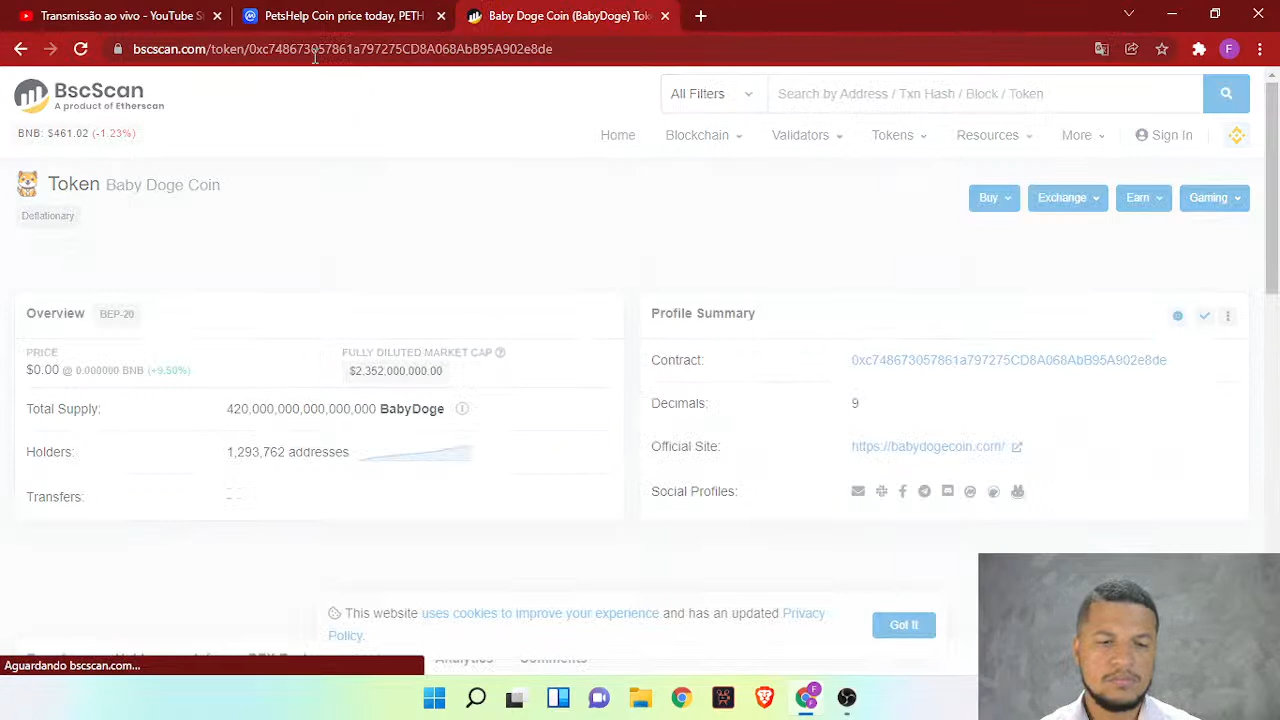 Transmissão ao vivo - YouTube S
PetsHelp Coin price today, PETH
Baby Doge Coin (BabyDoge) Tok
bscscan.com/token/0xc748673057861a797275CD8A068AbB95A902e8de
F
BscScan
A product of Etherscan
All Filters
Search by Address / Txn Hash / Block / Token
BNB: $461.02 (-1.23%)
Home Blockchain Validators Tokens Resources More Sign In
Token Baby Doge Coin
Buy Exchange Earn Gaming
Deflationary
Overview BEP-20
Profile Summary
PRICE
$0.00 @ 0.000000 BNB (+9.50%)
FULLY DILUTED MARKET CAP
$2,352,000,000.00
Contract: 0xc748673057861a797275CD8A068AbB95A902e8de
Total Supply: 420,000,000,000,000,000 BabyDoge
Decimals: 9
Holders: 1,293,762 addresses
Official Site: https://babydogecoin.com/
Transfers:
Social Profiles:
This website uses cookies to improve your experience and has an updated Privacy
Policy.
Got It
Analytics Comments
Aguardando bscscan.com...
F